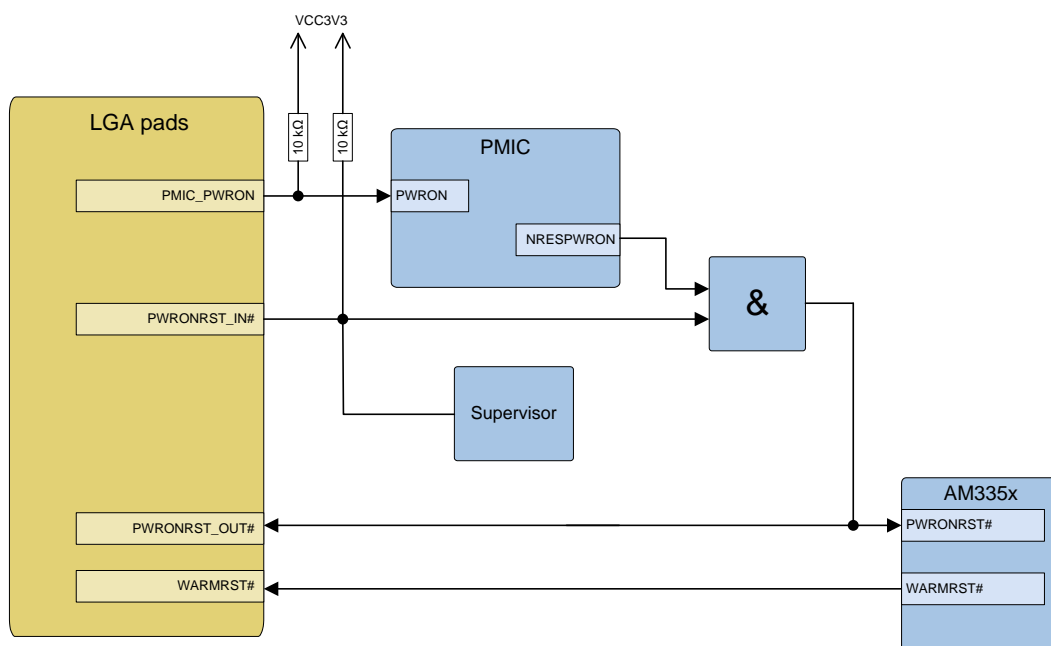 VCC3V3
LGA pads
10 kΩ
10 kΩ
PMIC
PMIC_PWRON
PWRON
NRESPWRON
PWRONRST_IN#
&
Supervisor
AM335x
PWRONRST_OUT#
PWRONRST#
WARMRST#
WARMRST#